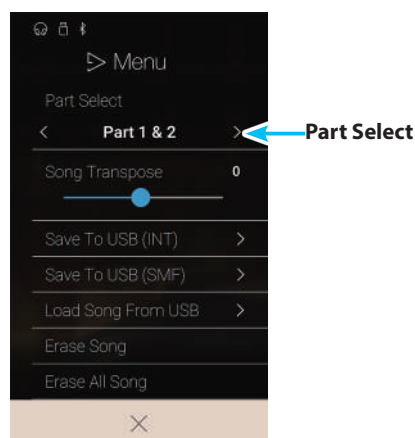 Menu
Part Select
Part 1 & 2
Part Select
Song Transpose 0
Save To USB (INT)
Save To USB (SMF)
Load Song From USB
Erase Song
Erase All Song